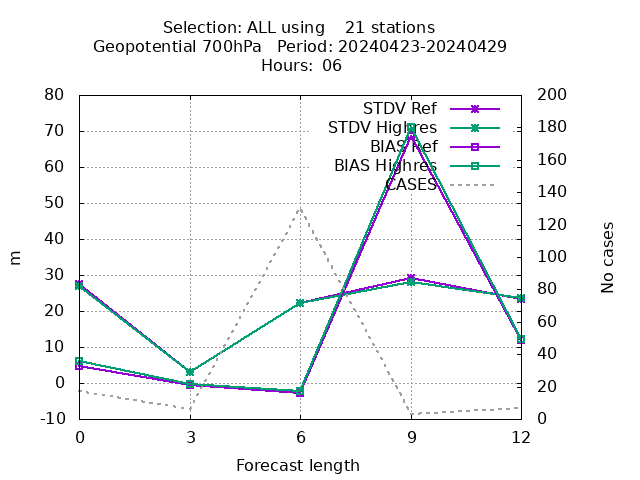 Selection: ALL using    21 stations
Geopotential 700hPa   Period: 20240423-20240429
Hours: 06
STDV Ref
STDV Highres
BIAS Ref
BIAS Highres
CASES
80
70
60
50
40
30
20
10
0
-10
200
180
160
140
120
100
80
60
40
20
0
m
No cases
0 3 6 9 12
Forecast length